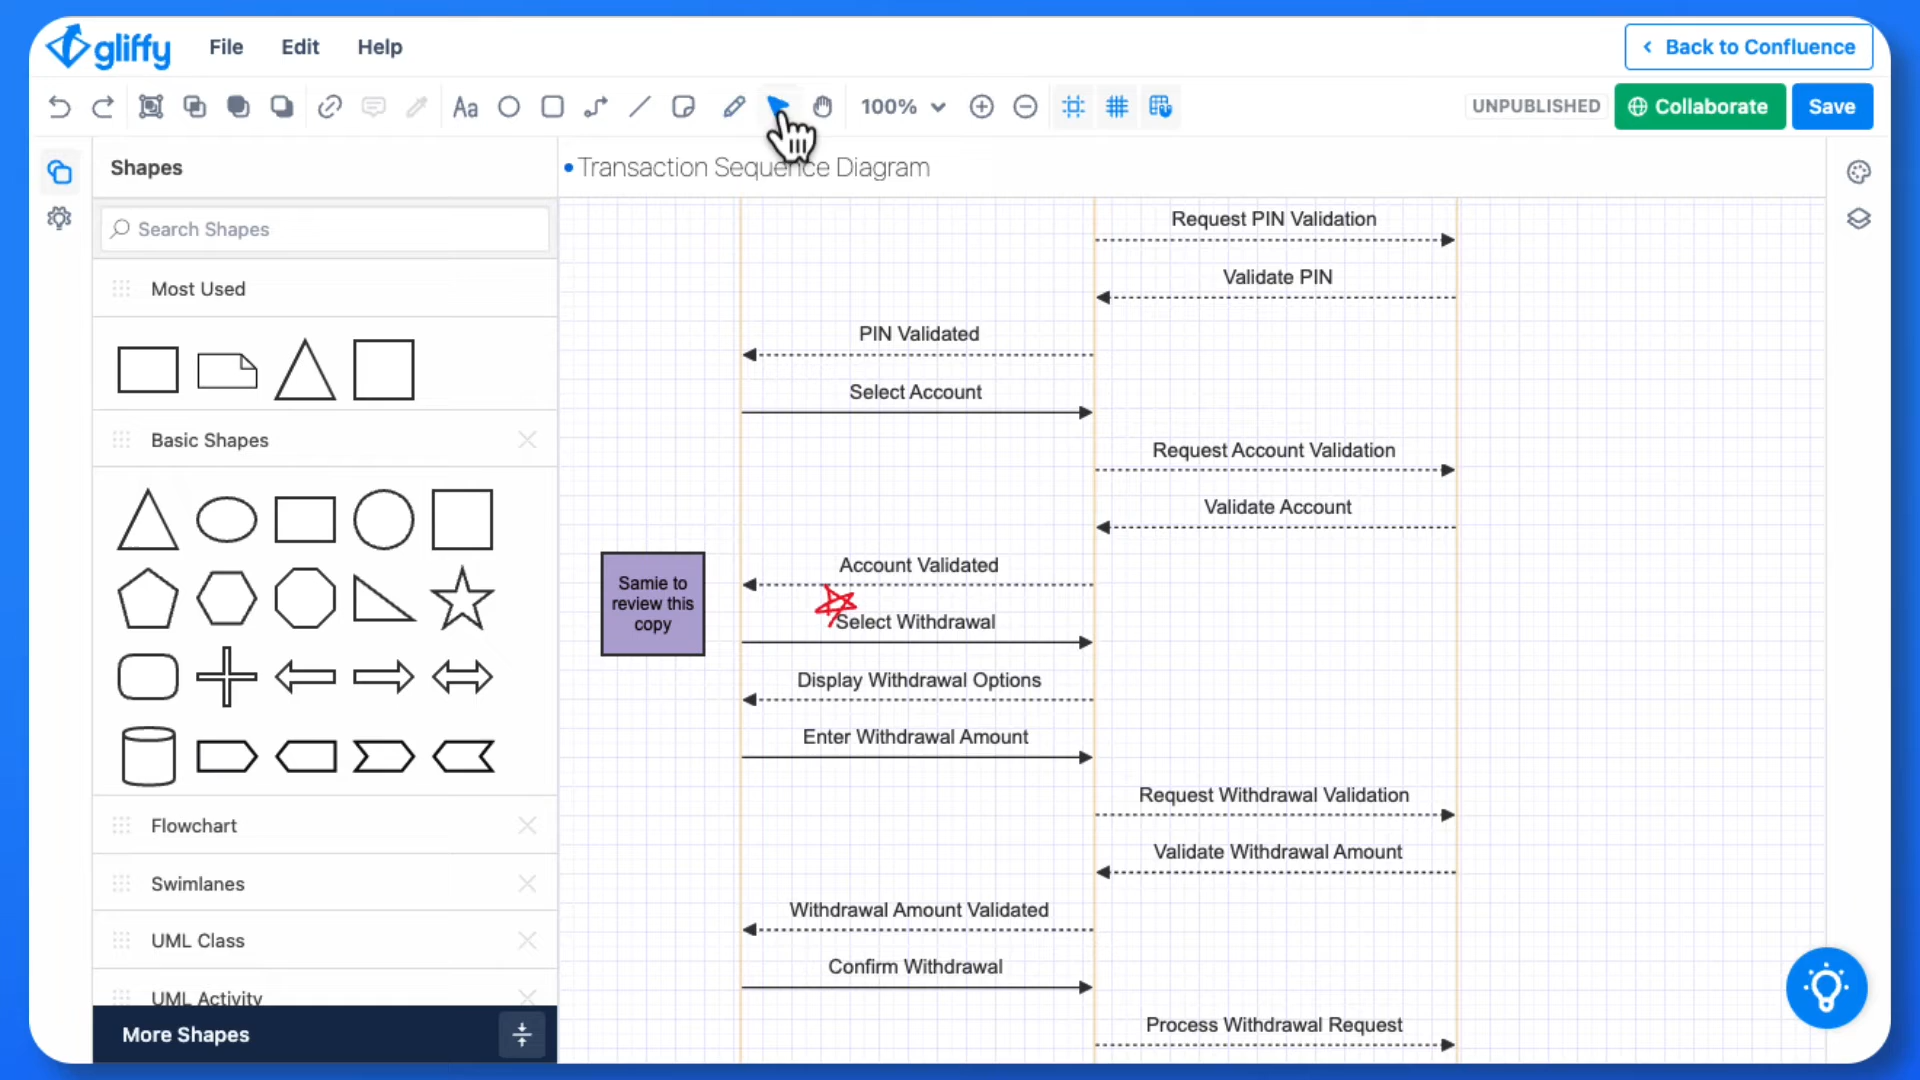 gliffy
File
Edit
Help
Back to Confluence
Aa
100%
UNPUBLISHED
Collaborate
Save
Shapes
Transaction Sequence Diagram
Search Shapes
Most Used
Basic Shapes
Flowchart
Swimlanes
UML Class
UML Activity
More Shapes
Request PIN Validation
Validate PIN
PIN Validated
Select Account
Request Account Validation
Validate Account
Account Validated
Samie to
review this
copy
Select Withdrawal
Display Withdrawal Options
Enter Withdrawal Amount
Request Withdrawal Validation
Validate Withdrawal Amount
Withdrawal Amount Validated
Confirm Withdrawal
Process Withdrawal Request